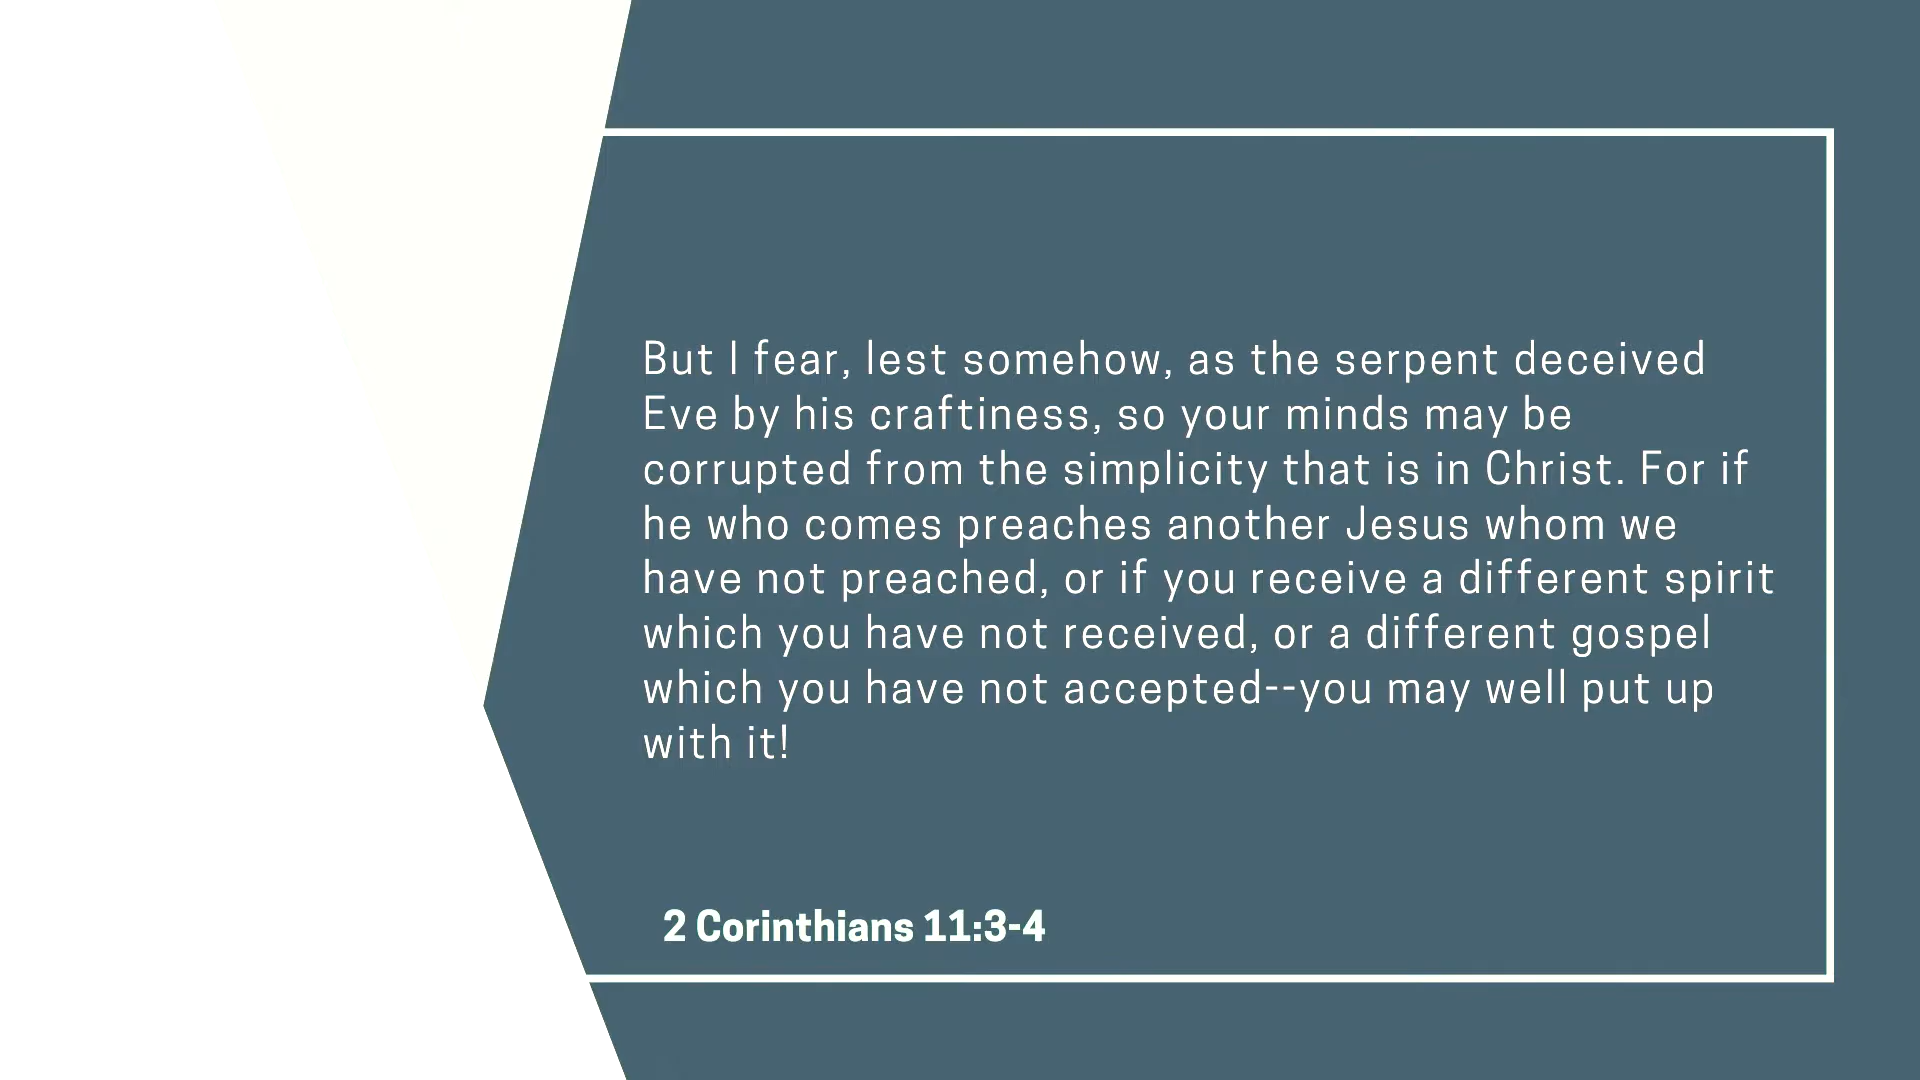 But I fear, lest somehow, as the serpent deceived
Eve by his craftiness, so your minds may be
corrupted from the simplicity that is in Christ. For if
he who comes preaches another Jesus whom we
have not preached, or if you receive a different spirit
which you have not received, or a different gospel
which you have not accepted--you may well put up
with it!
2 Corinthians 11:3-4